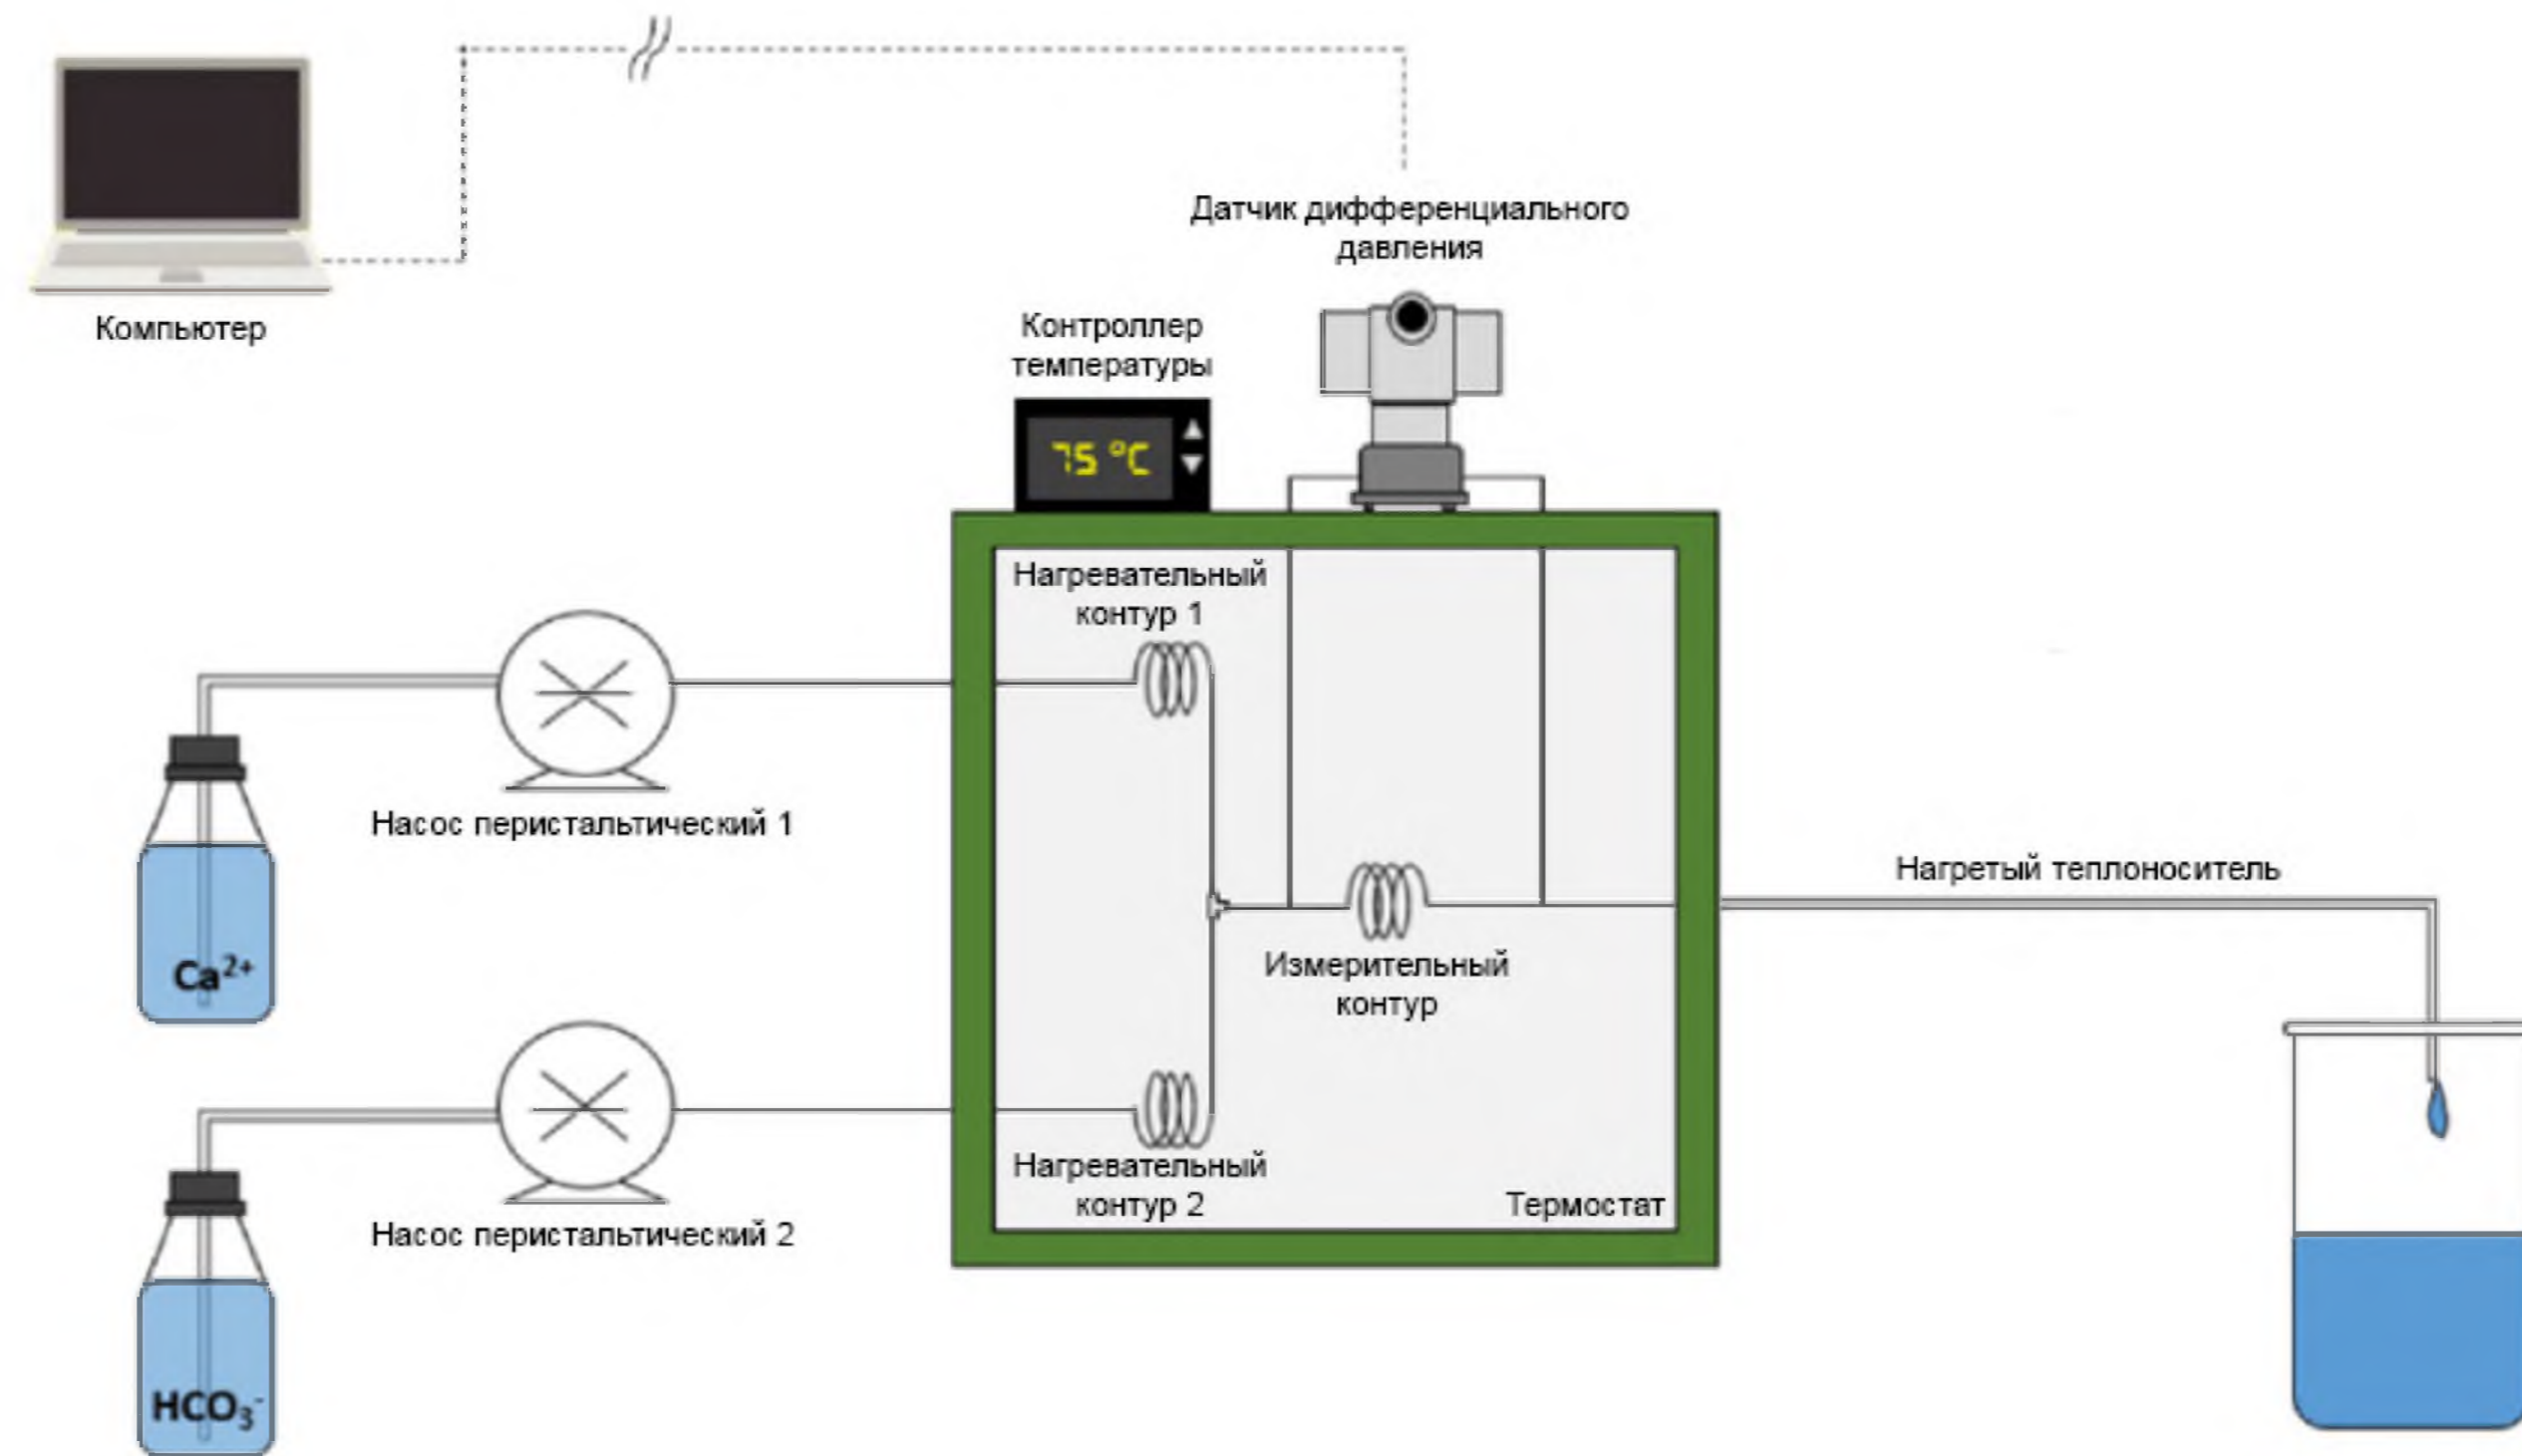 Компьютер
Датчик дифференциального
давления
Контроллер
температуры
75 °C
Нагревательный
контур 1
Насос перистальтический 1
Ca²⁺
Нагретый теплоноситель
Измерительный
контур
Нагревательный
контур 2
Термостат
Насос перистальтический 2
HCO₃⁻